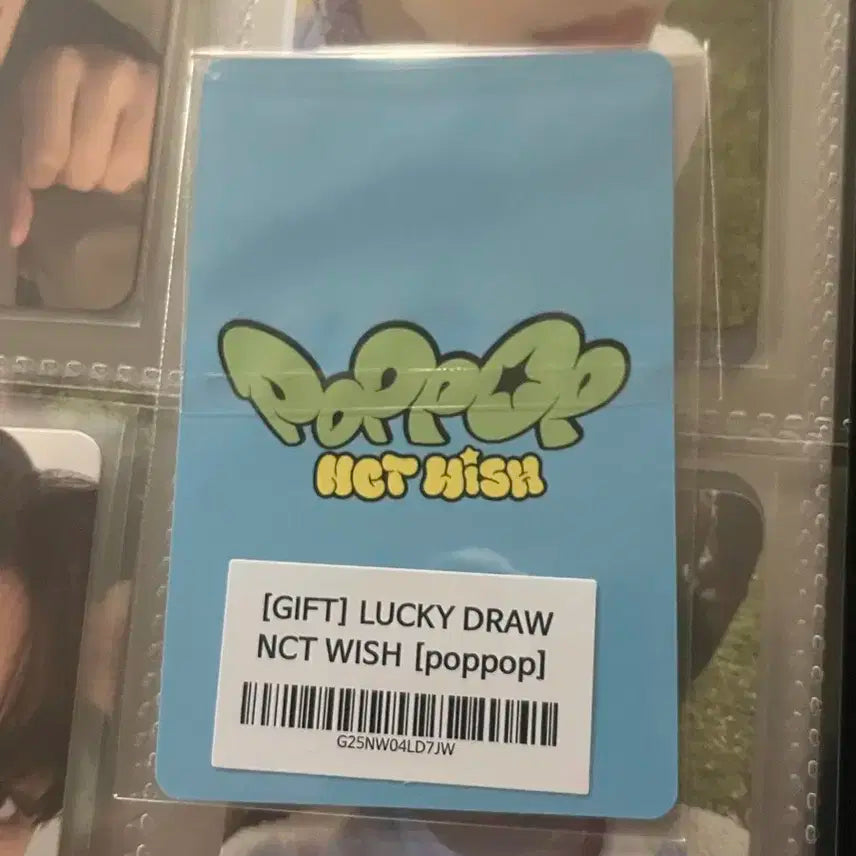 POPPOP
NCT WISH
[GIFT] LUCKY DRAW
NCT WISH [poppop]
G25NW04LD7JW